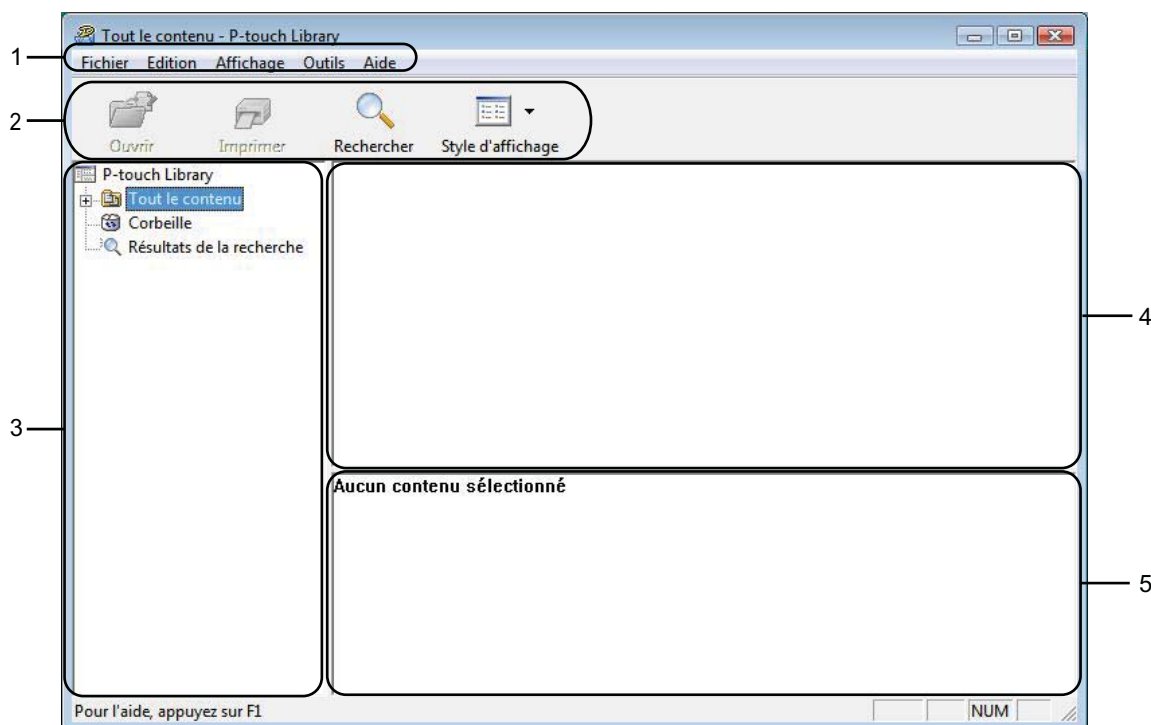 Tout le contenu - P-touch Library
1
Fichier Edition Affichage Outils Aide
2
Ouvrir Imprimer Rechercher Style d'affichage
P-touch Library
Tout le contenu
Corbeille
Résultats de la recherche
4
3
Aucun contenu sélectionné
5
Pour l'aide, appuyez sur F1 NUM